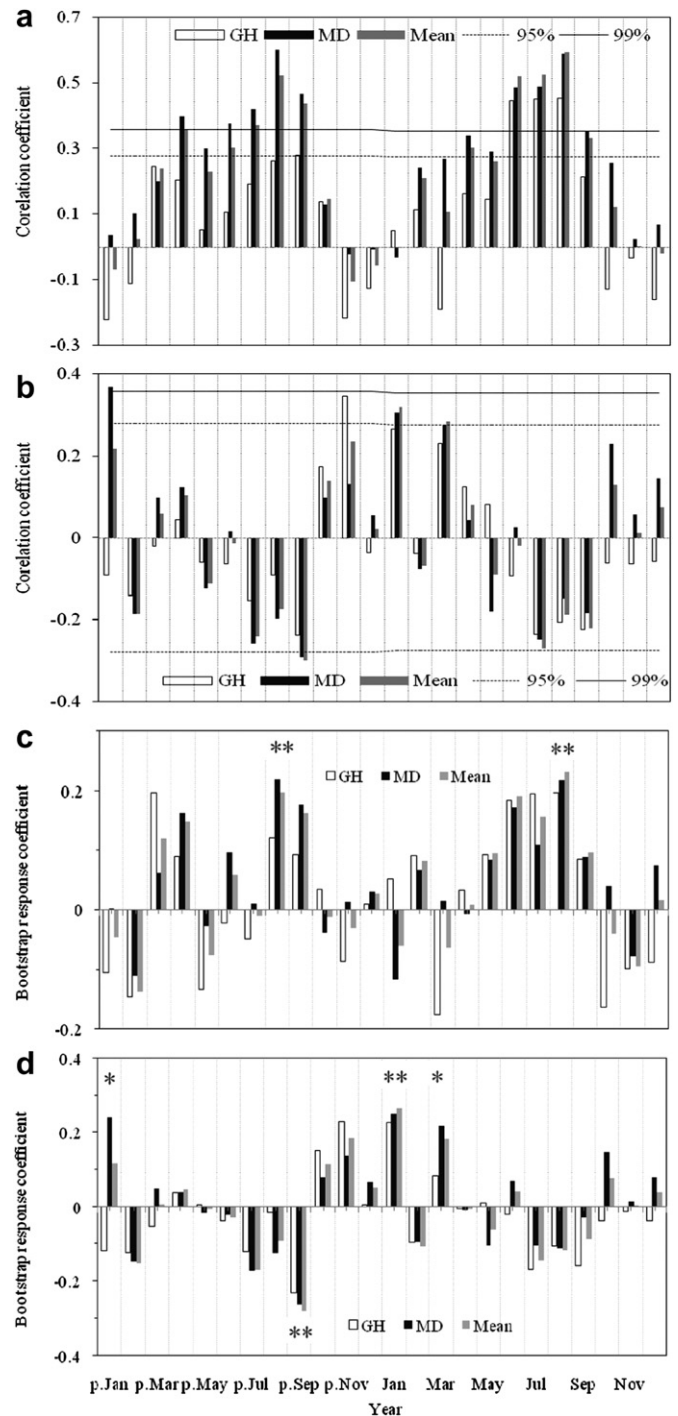 a
0.7
GH MD Mean 95% 99%
0.5
0.3
0.1
-0.1
-0.3
Corelation coefficient
b
0.4
0.2
0
-0.2
-0.4
Corelation coefficient
GH MD Mean 95% 99%
c
**
**
GH MD Mean
0.2
0
-0.2
Bootstrap response coefficient
d
0.4
*
**
*
0.2
0
-0.2
-0.4
Bootstrap response coefficient
**
GH MD Mean
p.Jan p.Mar p.May p.Jul p.Sep p.Nov Jan Mar May Jul Sep Nov
Year